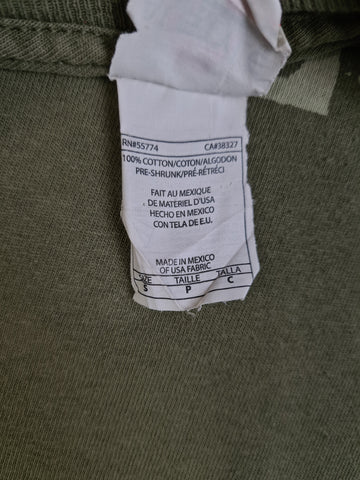 RN#55774 CA#38327
100% COTTON/COTON/ALGODON
PRE-SHRUNK/PRÉ-RÉTRÉCI
FAIT AU MEXIQUE
DE MATERIEL D'USA
HECHO EN MEXICO
CON TELA DE E.U.
MADE IN MEXICO
OF USA FABRIC
SIZE TAILLE TALLA
S P C